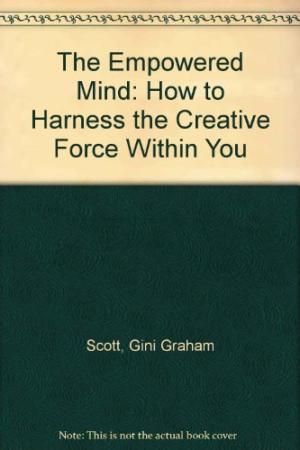 The Empowered
Mind: How to
Harness the Creative
Force Within You
Scott, Gini Graham
Note: This is not the actual book cover